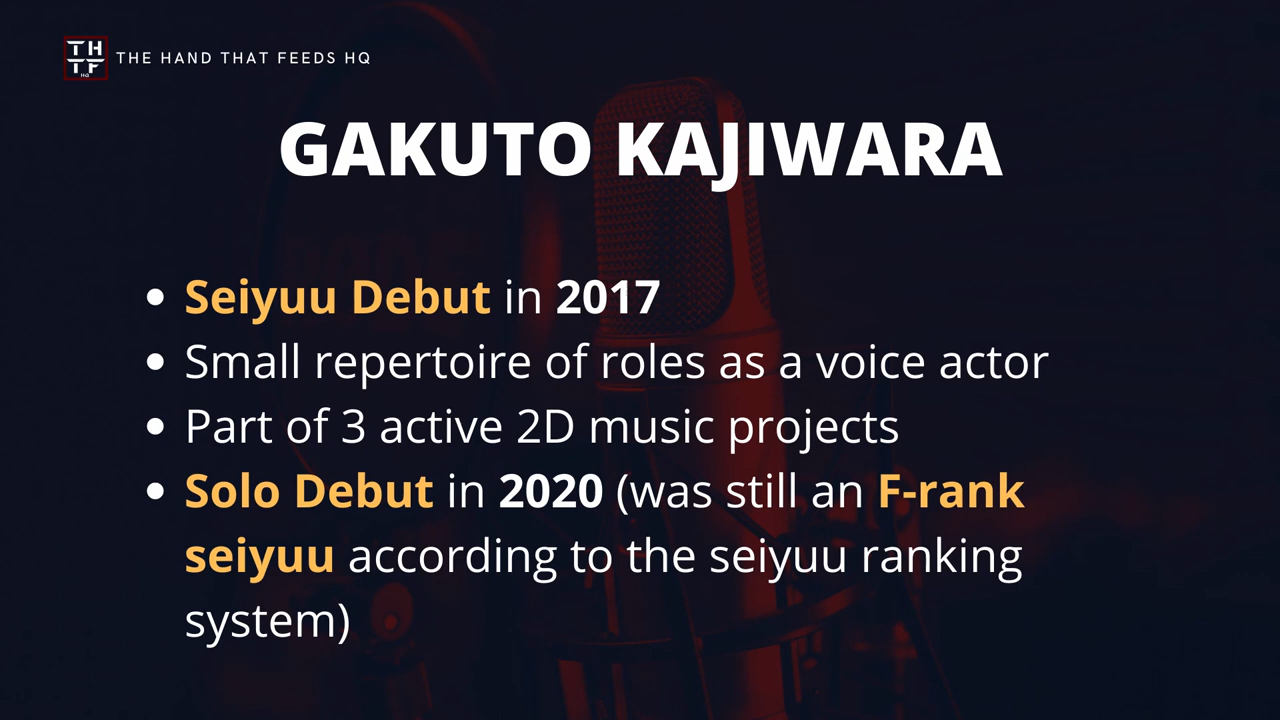 TH
TF
HQ
THE HAND THAT FEEDS HQ
GAKUTO KAJIWARA
• Seiyuu Debut in 2017
• Small repertoire of roles as a voice actor
• Part of 3 active 2D music projects
• Solo Debut in 2020 (was still an F-rank
seiyuu according to the seiyuu ranking
system)